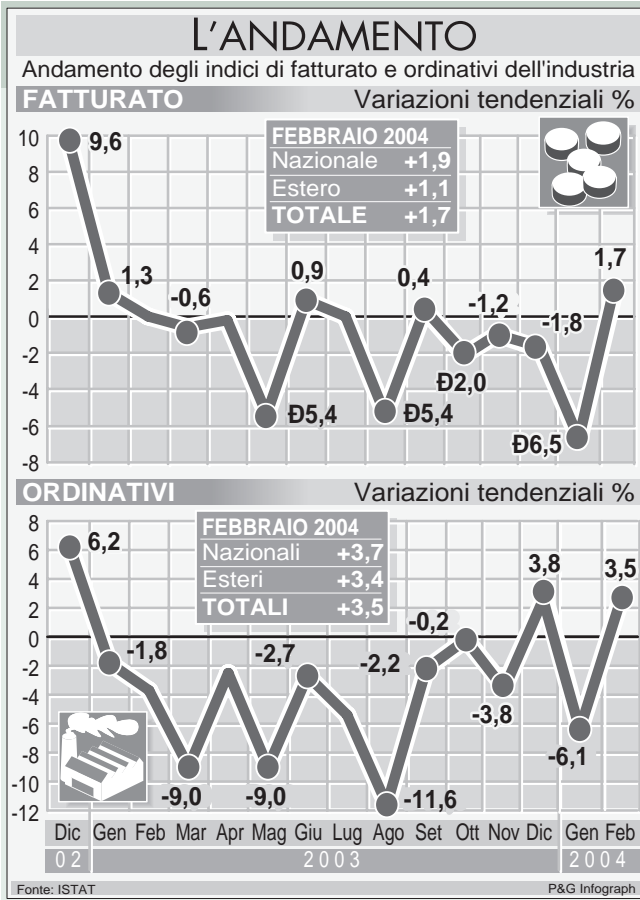 L'ANDAMENTO
Andamento degli indici di fatturato e ordinativi dell'industria
FATTURATO Variazioni tendenziali %
FEBBRAIO 2004
Nazionale +1,9
Estero +1,1
TOTALE +1,7
10
8
6
4
2
0
-2
-4
-6
-8
9,6
1,3
-0,6
Ð5,4
0,9
Ð5,4
0,4
Ð2,0
-1,2
-1,8
Ð6,5
1,7
ORDINATIVI Variazioni tendenziali %
FEBBRAIO 2004
Nazionali +3,7
Esteri +3,4
TOTALI +3,5
8
6
4
2
0
-2
-4
-6
-8
-10
-12
6,2
-1,8
-9,0
-9,0
-2,7
-11,6
-2,2
-0,2
-3,8
3,8
-6,1
3,5
Dic Gen Feb Mar Apr Mag Giu Lug Ago Set Ott Nov Dic Gen Feb
02 2003 2004
Fonte: ISTAT P&G Infograph